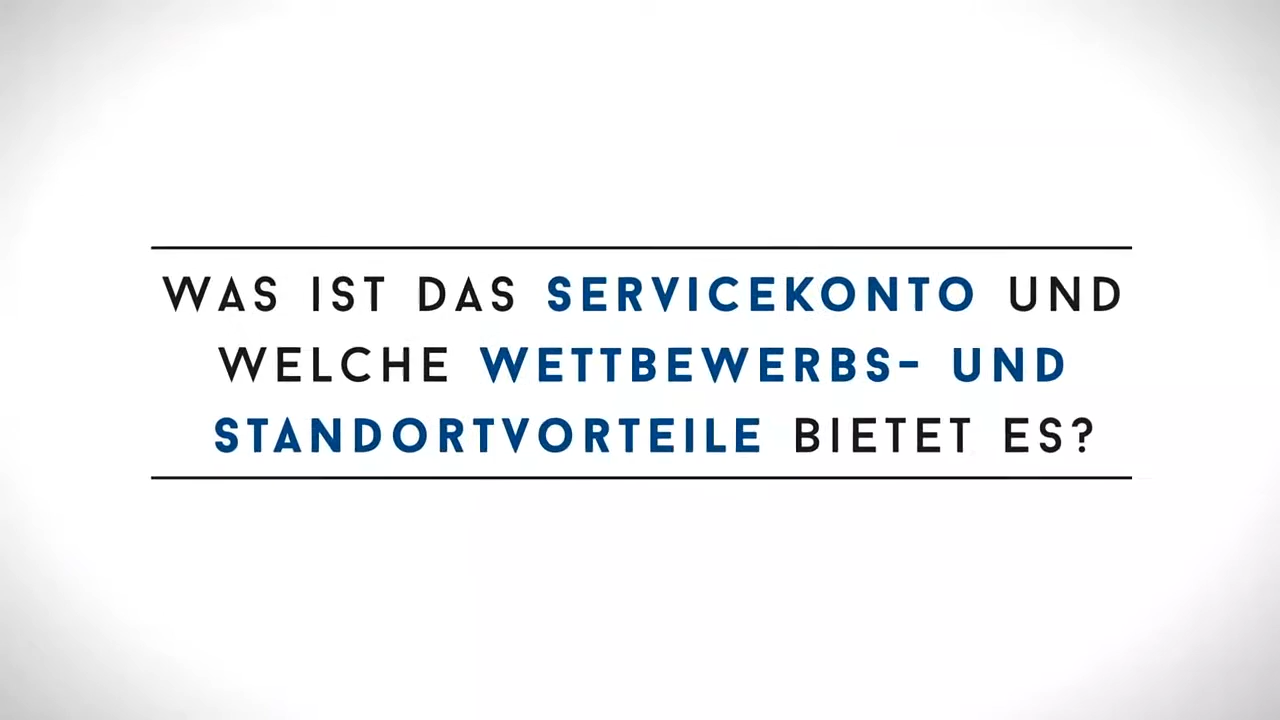 WAS IST DAS SERVICEKONTO UND
WELCHE WETTBEWERBS- UND
STANDORTVORTEILE BIETET ES?